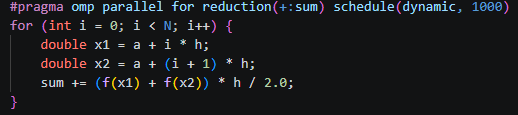 #pragma omp parallel for reduction(+:sum) schedule(dynamic, 1000)
for (int i = 0; i < N; i++) {
    double x1 = a + i * h;
    double x2 = a + (i + 1) * h;
    sum += (f(x1) + f(x2)) * h / 2.0;
}